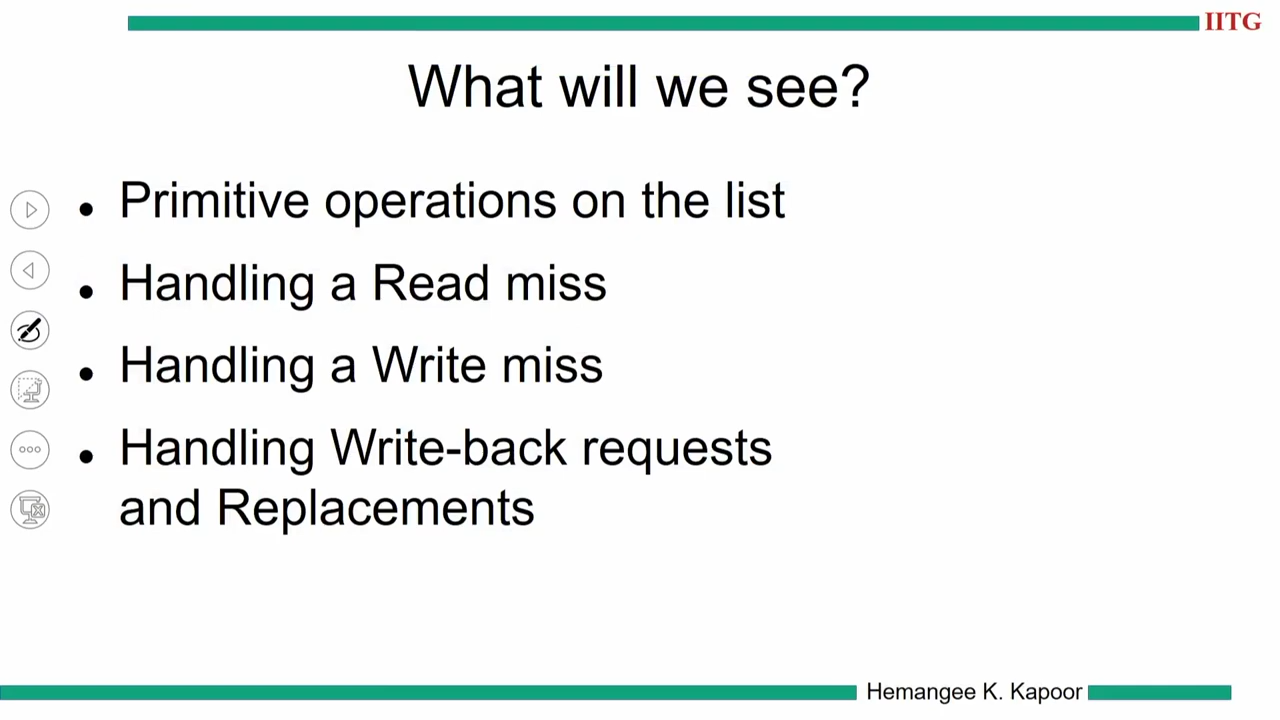 IITG
What will we see?
• Primitive operations on the list
• Handling a Read miss
• Handling a Write miss
• Handling Write-back requests
and Replacements
Hemangee K. Kapoor